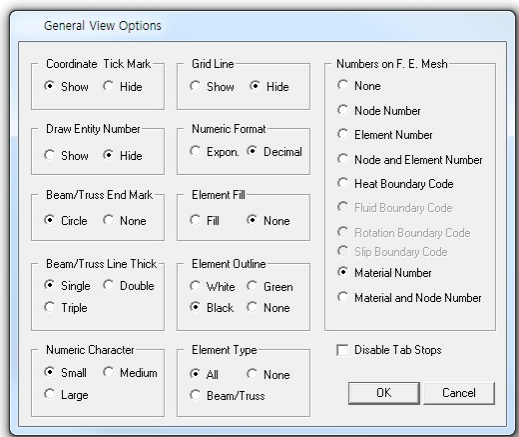 General View Options
Coordinate Tick Mark
Show Hide
Draw Entity Number
Show Hide
Beam/Truss End Mark
Circle None
Beam/Truss Line Thick
Single Double
Triple
Numeric Character
Small Medium
Large
Grid Line
Show Hide
Numeric Format
Expon. Decimal
Element Fill
Fill None
Element Outline
White Green
Black None
Element Type
All None
Beam/Truss
Numbers on F. E. Mesh
None
Node Number
Element Number
Node and Element Number
Heat Boundary Code
Fluid Boundary Code
Rotation Boundary Code
Slip Boundary Code
Material Number
Material and Node Number
Disable Tab Stops
OK Cancel